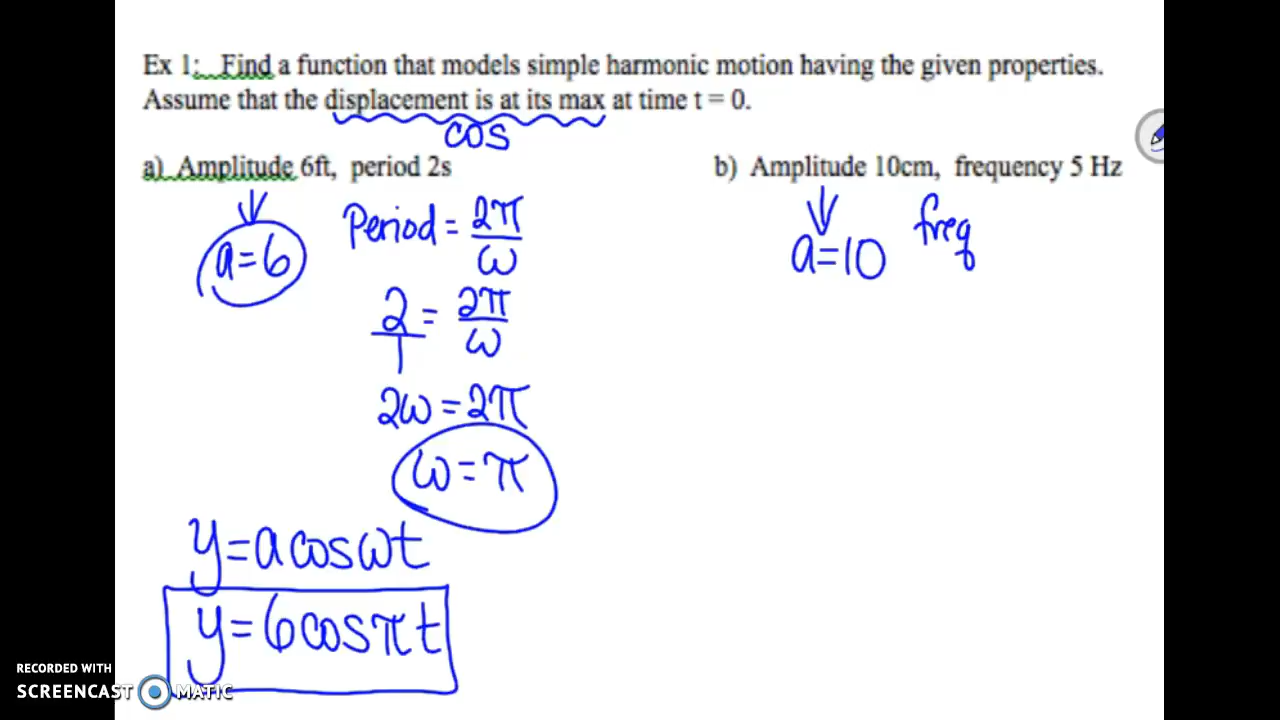 Ex 1: Find a function that models simple harmonic motion having the given properties.
Assume that the displacement is at its max at time t = 0.
cos
a) Amplitude 6ft, period 2s
a=6
Period = 2π/ω
2/1 = 2π/ω
2ω = 2π
ω = π
y = a cos ωt
y = 6 cos π t
b) Amplitude 10cm, frequency 5 Hz
a=10
freq
RECORDED WITH
SCREENCAST MATIC